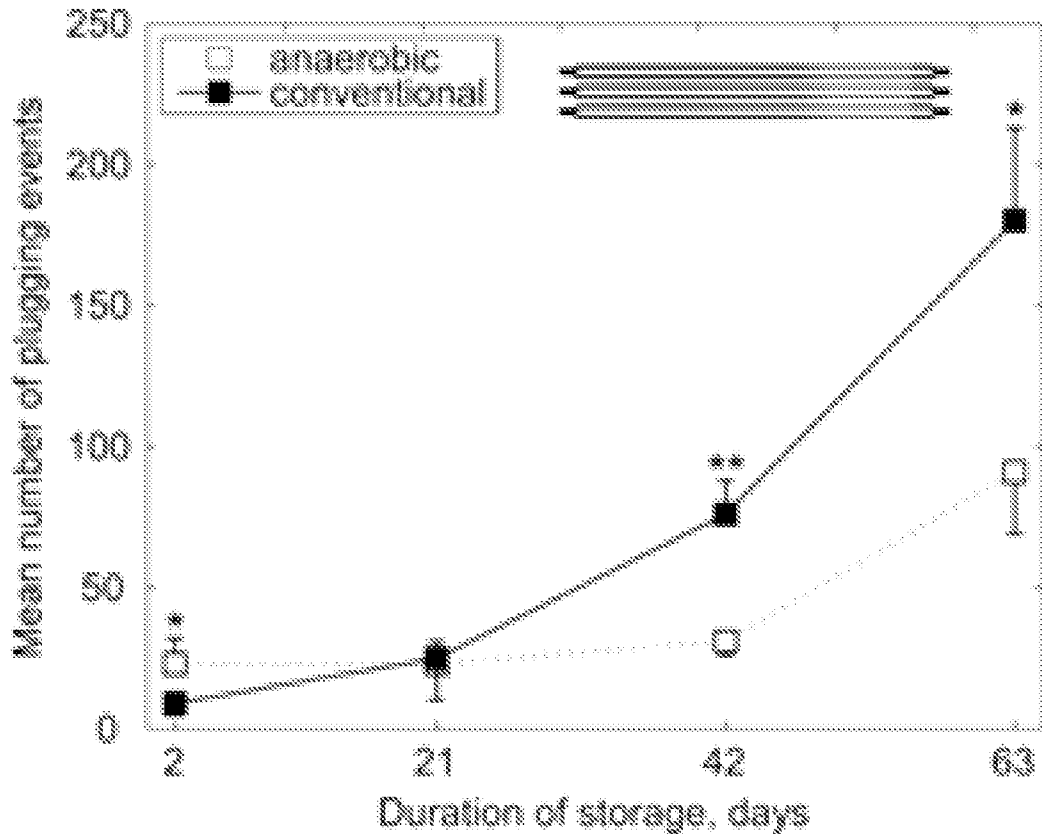 250
anaerobic
conventional
*
200
150
100
**
50
*
0
2 21 42 63
Mean number of plugging events
Duration of storage, days